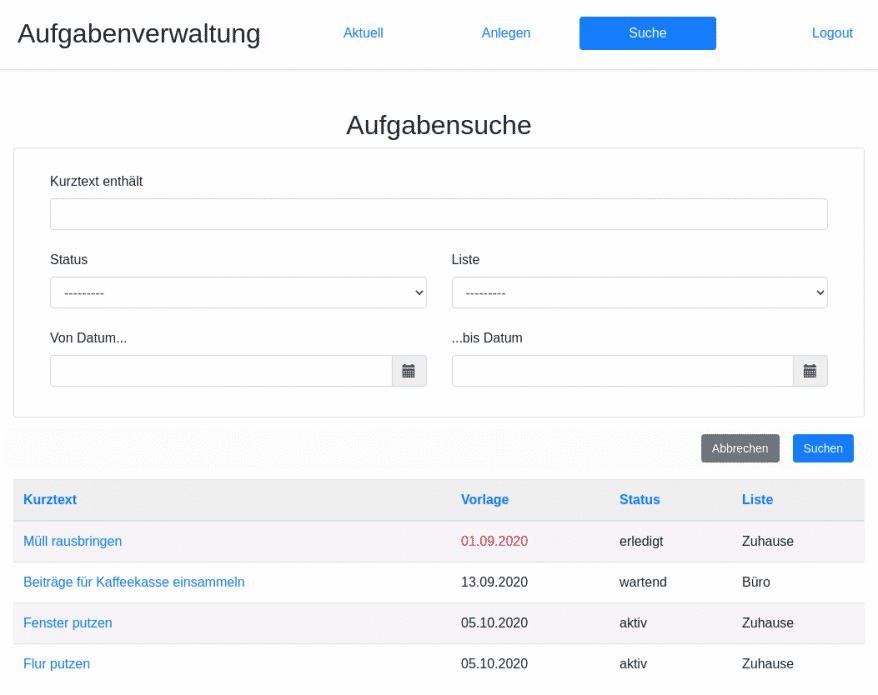 Aufgabenverwaltung Aktuell Anlegen Suche Logout
Aufgabensuche
Kurztext enthält
Status Liste
--------- ---------
Von Datum... ...bis Datum
Abbrechen Suchen
Kurztext Vorlage Status Liste
Müll rausbringen 01.09.2020 erledigt Zuhause
Beiträge für Kaffeekasse einsammeln 13.09.2020 wartend Büro
Fenster putzen 05.10.2020 aktiv Zuhause
Flur putzen 05.10.2020 aktiv Zuhause